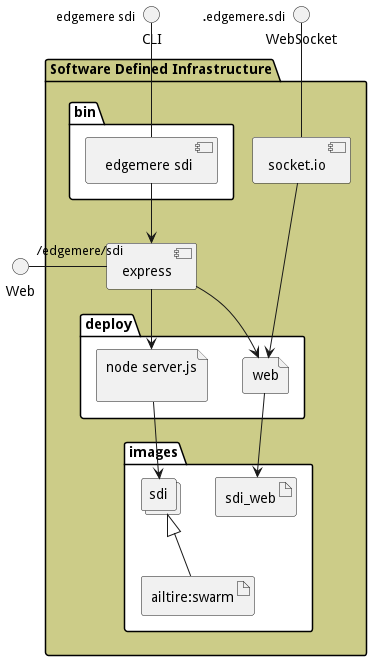 edgemere sdi
.edgemere.sdi
CLI
WebSocket
Software Defined Infrastructure
bin
edgemere sdi
socket.io
/edgemere/sdi
express
Web
deploy
node server.js
web
images
sdi
sdi_web
ailtire:swarm